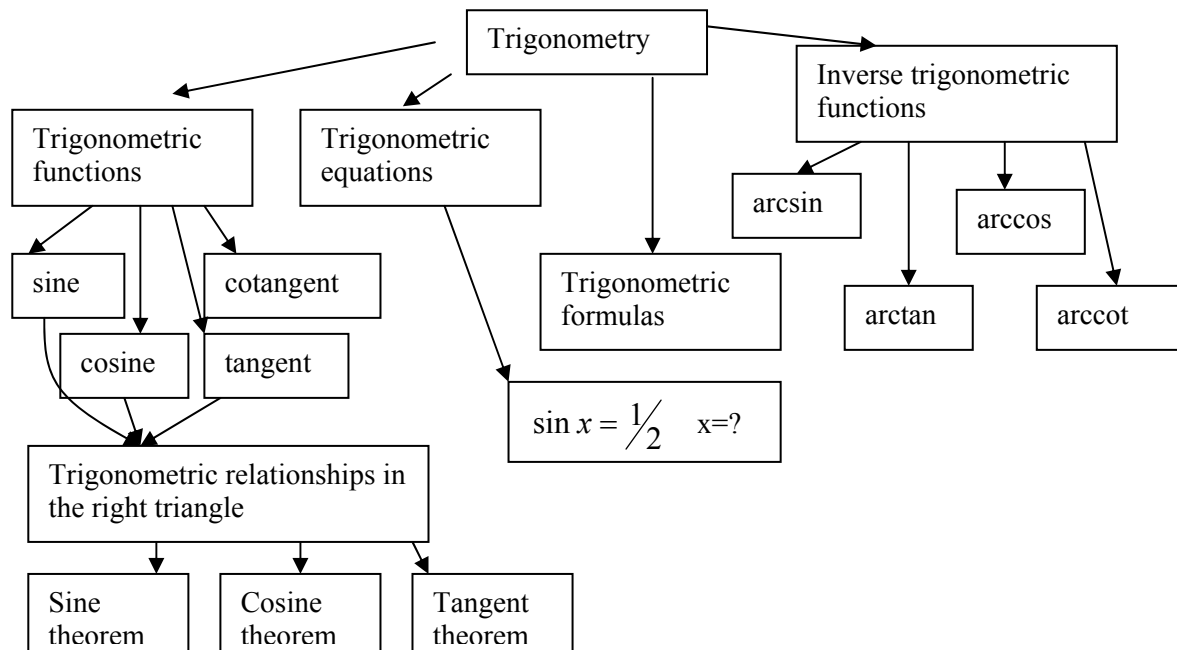 Trigonometry
Inverse trigonometric
functions
Trigonometric
functions
Trigonometric
equations
arcsin
arccos
sine
cotangent
Trigonometric
formulas
arctan
arccot
cosine
tangent
sin x = 1/2 x=?
Trigonometric relationships in
the right triangle
Sine
theorem
Cosine
theorem
Tangent
theorem